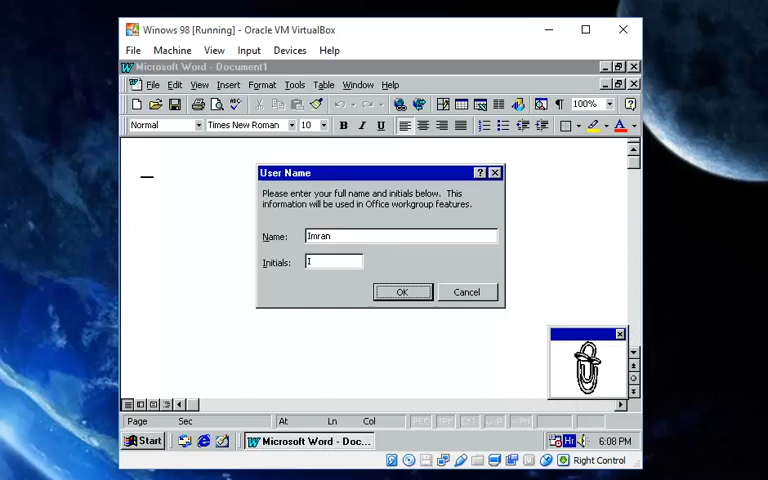 Winows 98 [Running] - Oracle VM VirtualBox
File Machine View Input Devices Help
Microsoft Word - Document1
File Edit View Insert Format Tools Table Window Help
100%
Normal Times New Roman 10 B I U A
User Name
Please enter your full name and initials below. This
information will be used in Office workgroup features.
Name: Imran
Initials: I
OK Cancel
Page Sec At Ln Col
Start Microsoft Word - Doc... 6:08 PM
Right Control